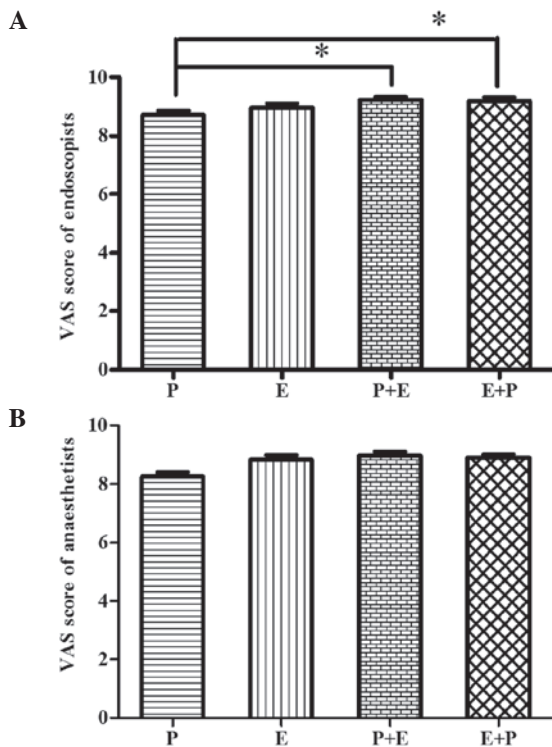 A
*
*
VAS score of endoscopists
10
8
6
4
2
0
P E P+E E+P
B
VAS score of anaesthetists
10
8
6
4
2
0
P E P+E E+P